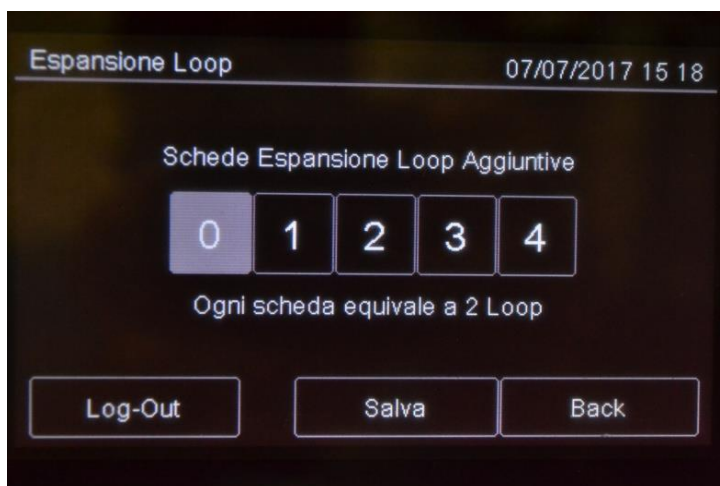 Espansione Loop
07/07/2017 15 18
Schede Espansione Loop Aggiuntive
0 1 2 3 4
Ogni scheda equivale a 2 Loop
Log-Out Salva Back